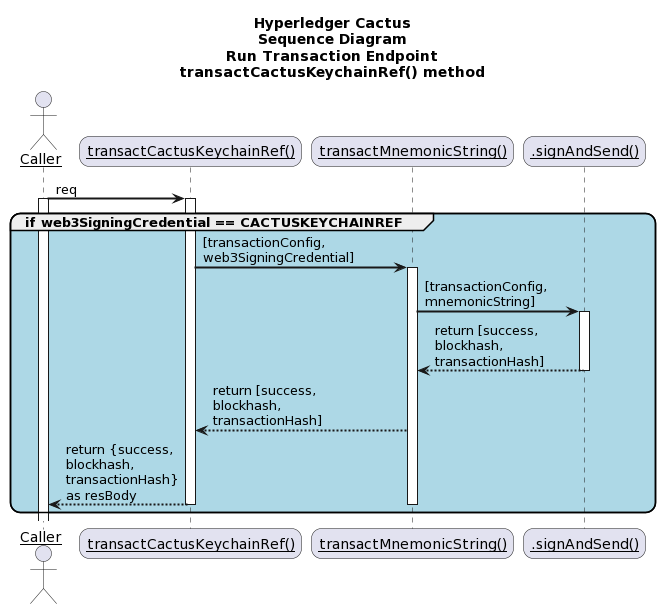 Hyperledger Cactus
Sequence Diagram
Run Transaction Endpoint
transactCactusKeychainRef() method
Caller
transactCactusKeychainRef()
transactMnemonicString()
.signAndSend()
req
if web3SigningCredential == CACTUSKEYCHAINREF
[transactionConfig,
web3SigningCredential]
[transactionConfig,
mnemonicString]
return [success,
blockhash,
transactionHash]
return [success,
blockhash,
transactionHash]
return {success,
blockhash,
transactionHash}
as resBody
Caller
transactCactusKeychainRef()
transactMnemonicString()
.signAndSend()